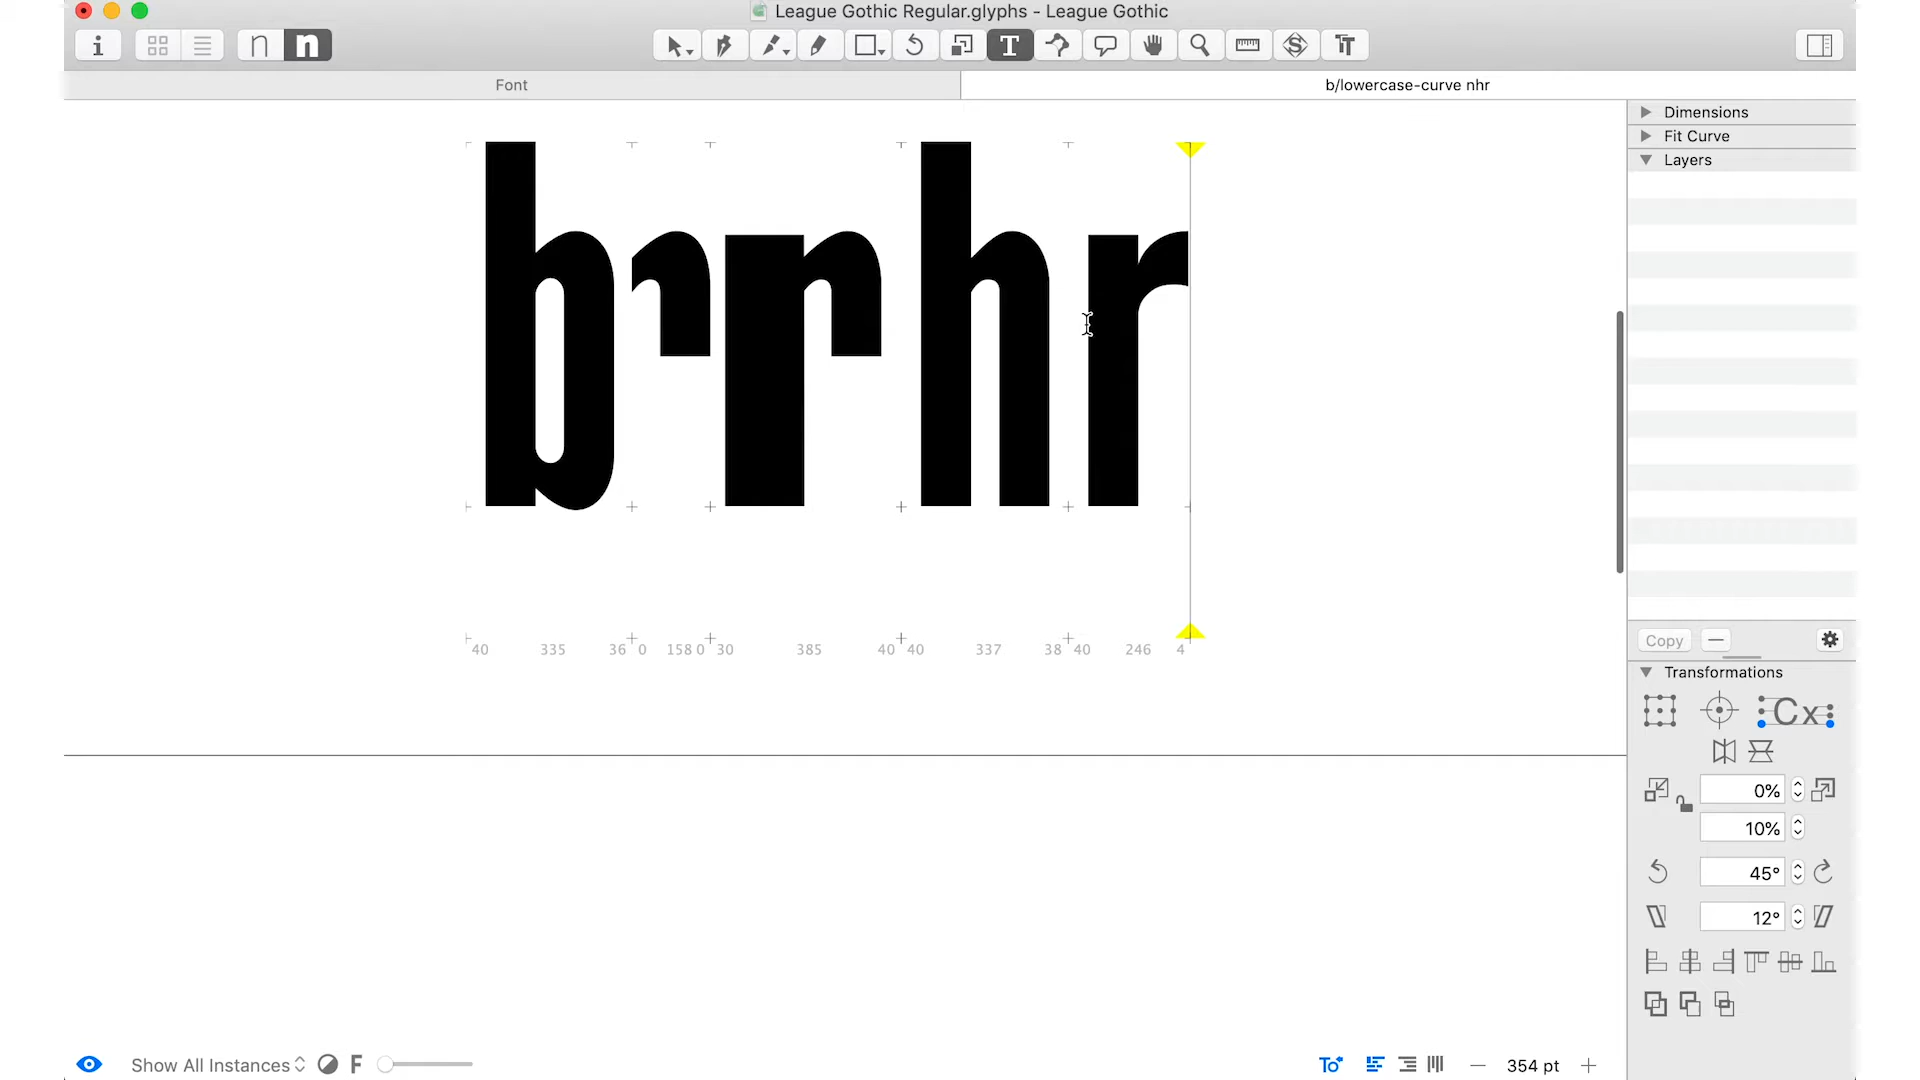 League Gothic Regular.glyphs - League Gothic
n n T
Font
b/lowercase-curve nhr
Dimensions
Fit Curve
Layers
b n h r
40 335 36 0 158 0 30 385 40 40 337 38 40 246 4
Copy
Transformations
Cx
0%
10%
45°
12°
Show All Instances F
354 pt